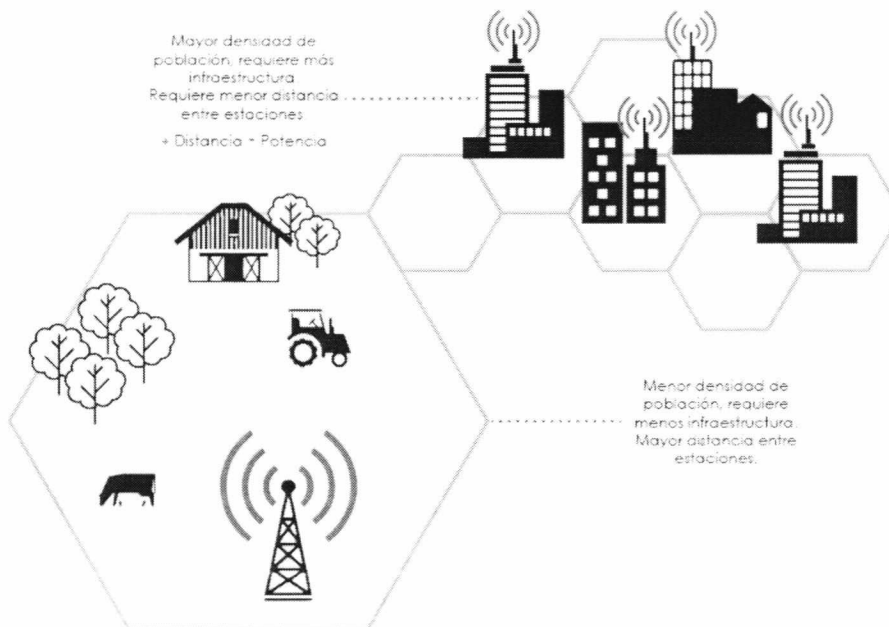 Mayor densidad de
población, requiere más
infraestructura
Requiere menor distancia
entre estaciones.
+ Distancia - Potencia
Menor densidad de
población, requiere
menos infraestructura.
Mayor distancia entre
estaciones.